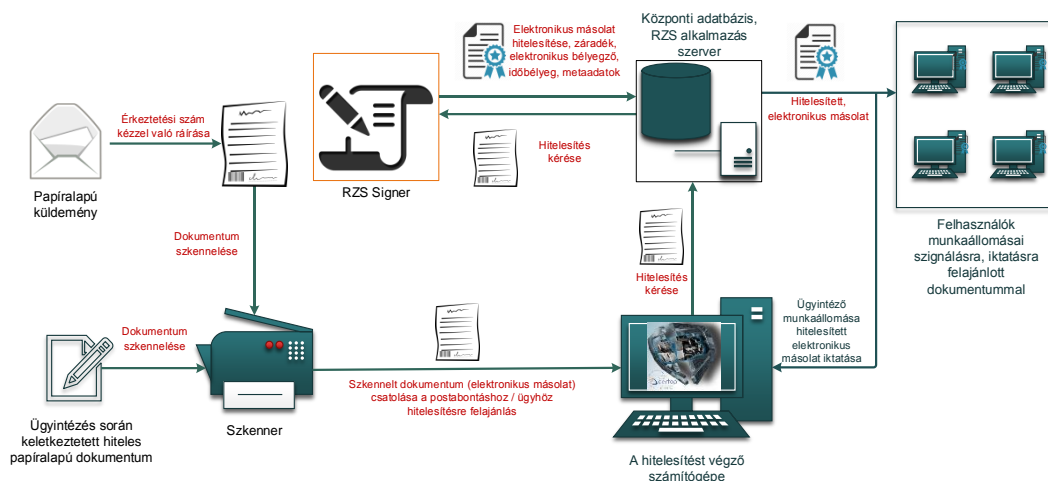 Elektronikus másolat
hitelesítése, záradék,
elektronikus bélyegző,
időbélyeg, metaadatok
Központi adatbázis,
RZS alkalmazás
szerver
Érkeztetési szám
kézzel való ráírása
Hitelesített,
elektronikus másolat
Hitelesítés
kérése
Papíralapú
küldemény
RZS Signer
Dokumentum
szkennelése
Felhasználók
munkaállomásai
szignálásra, iktatásra
felajánlott
dokumentummal
Hitelesítés
kérése
Ügyintéző
munkaállomása
hitelesített
elektronikus
másolat iktatása
Dokumentum
szkennelése
Szkennelt dokumentum (elektronikus másolat)
csatolása a postabontáshoz / ügyhöz
hitelesítésre felajánlás
Ügyintézés során
keletkeztetett hiteles
papíralapú dokumentum
Szkenner
A hitelesítést végző
számítógépe